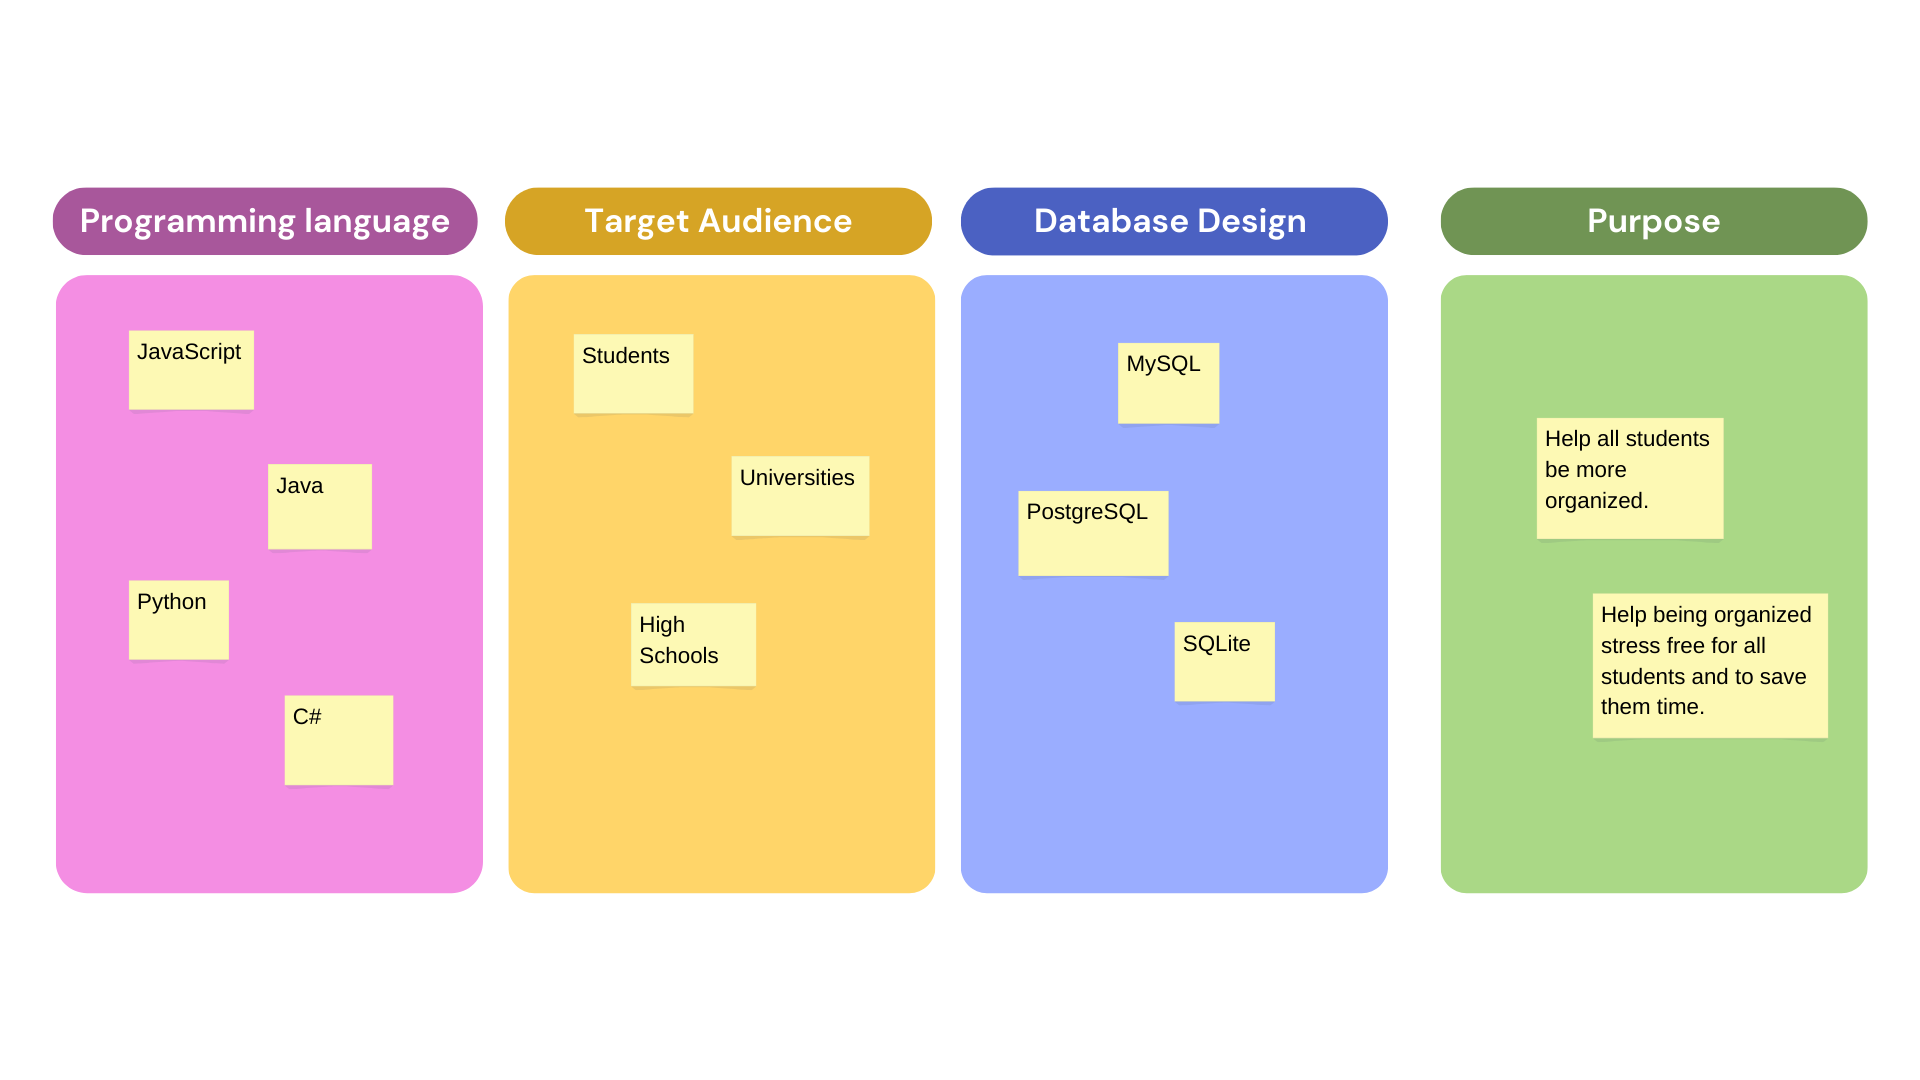 Programming language
JavaScript
Java
Python
C#
Target Audience
Students
Universities
High
Schools
Database Design
MySQL
PostgreSQL
SQLite
Purpose
Help all students
be more
organized.
Help being organized
stress free for all
students and to save
them time.